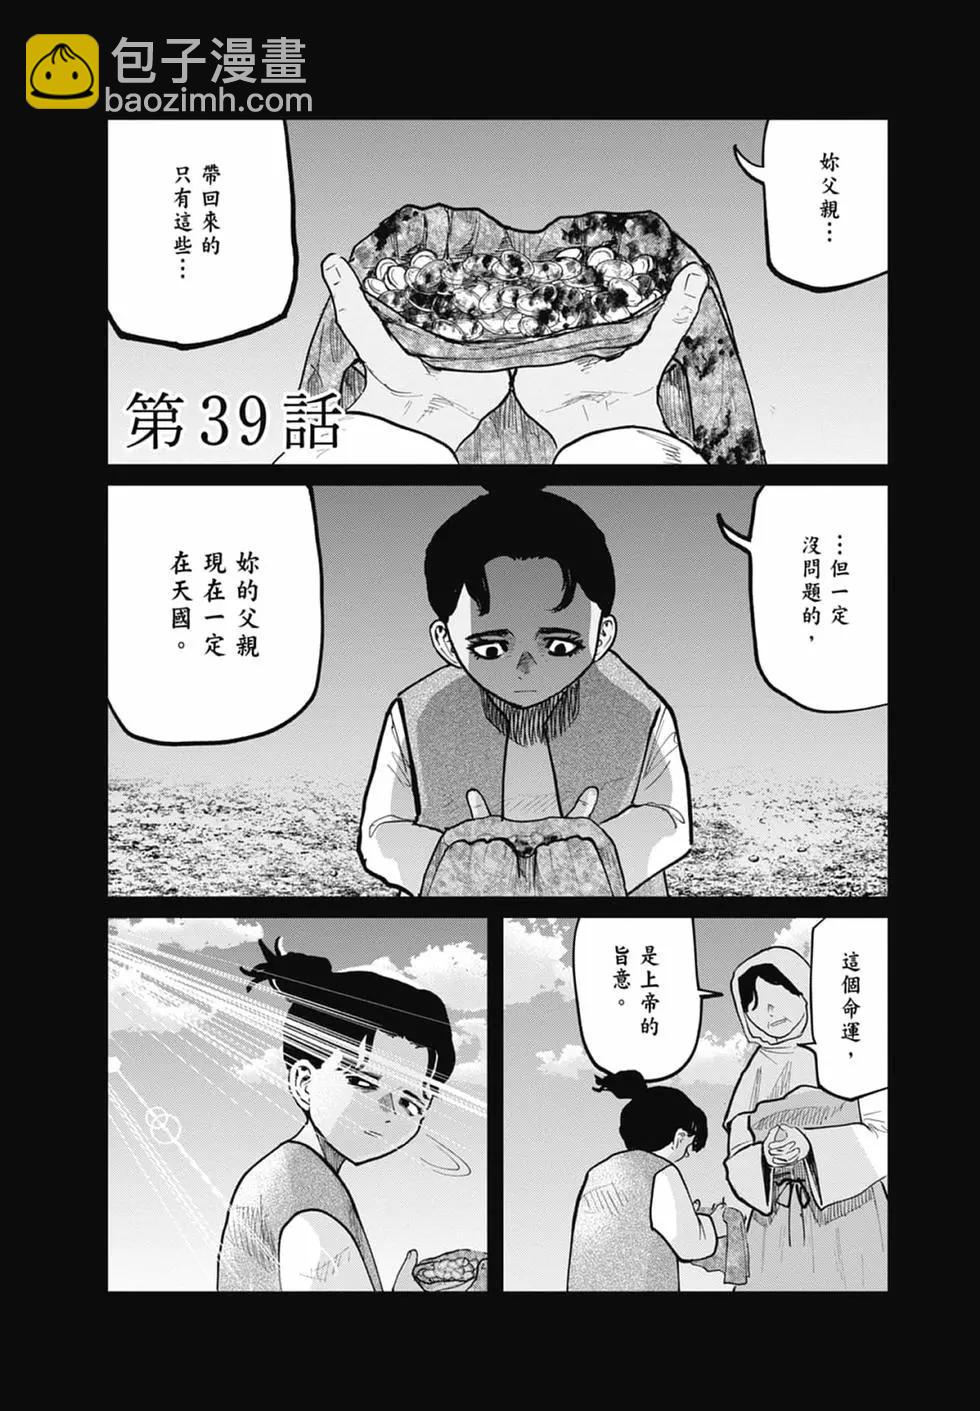 包子漫畫
baozimh.com
妳父親…
帶回來的
只有這些…
第39話
…但一定
沒問題的，
妳的父親
現在一定
在天國。
這個命運，
是上帝的
旨意。